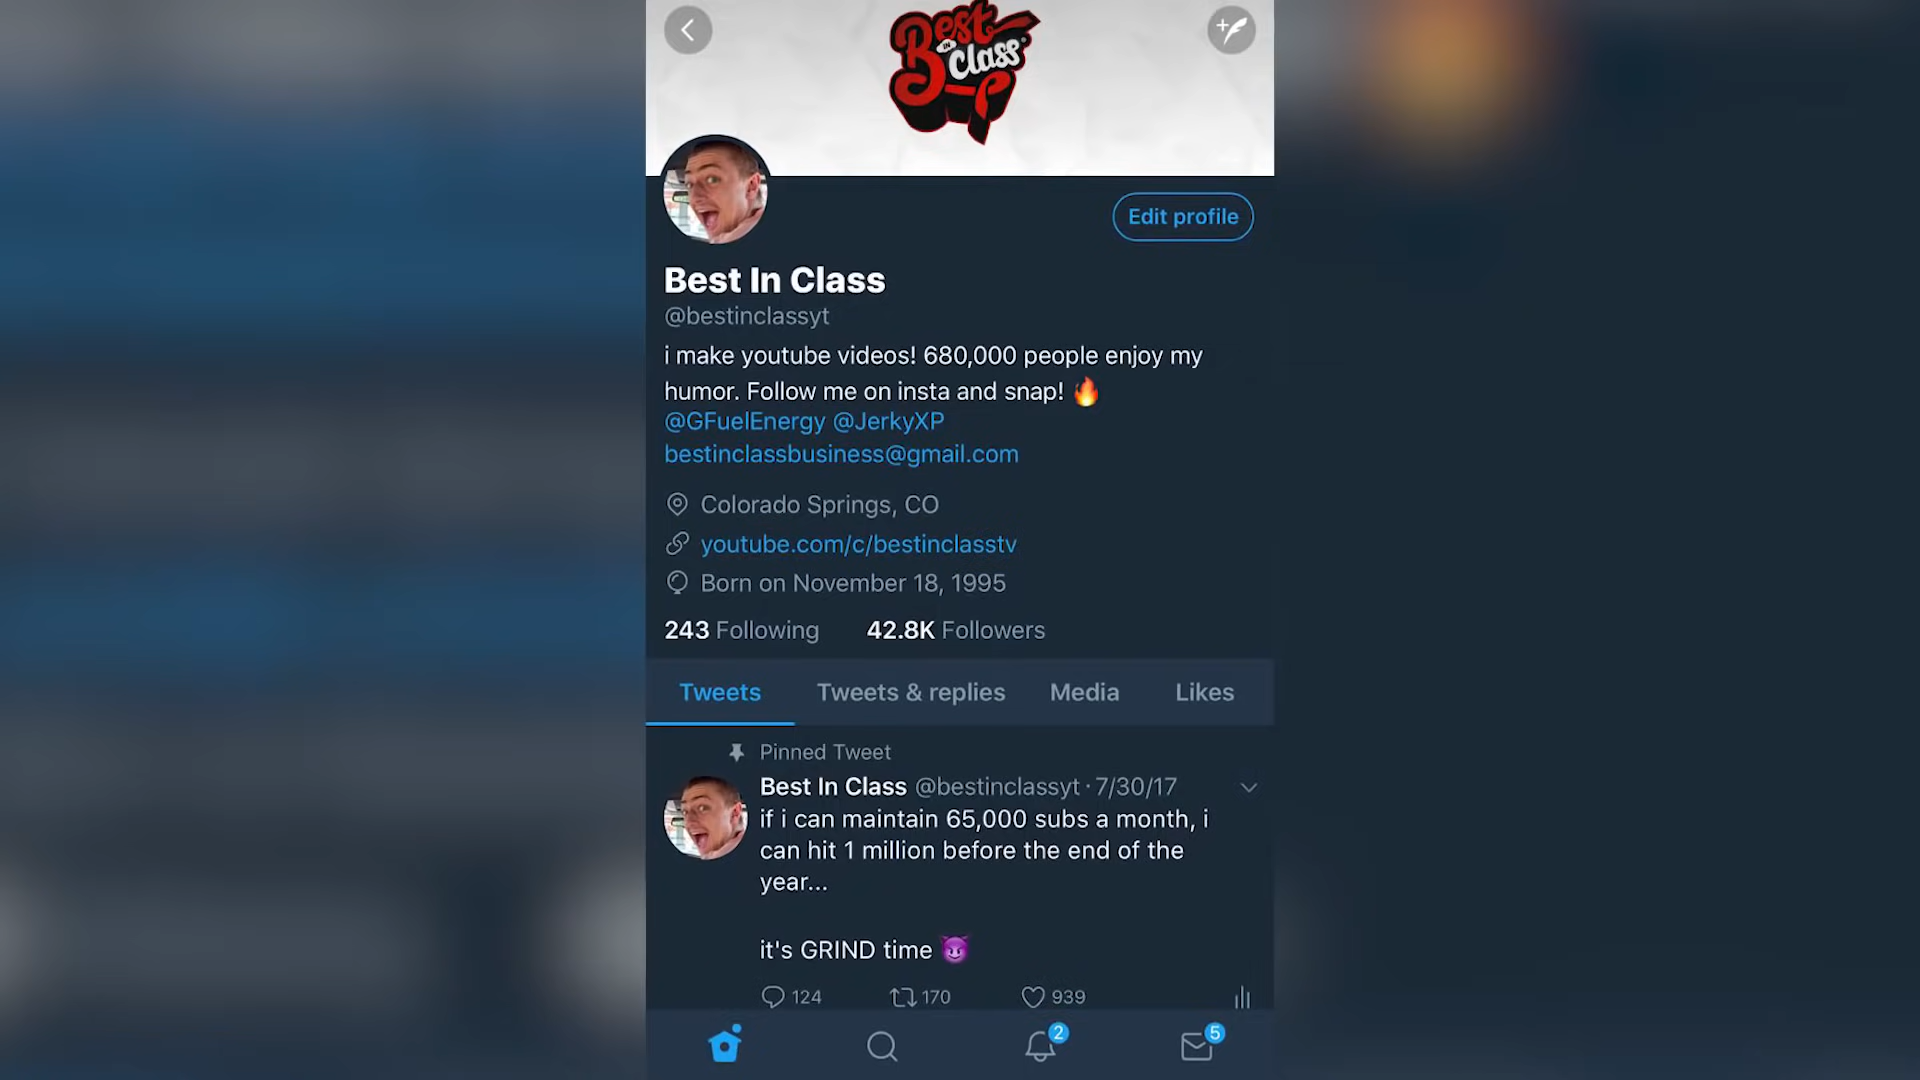 Best
IN
Class
Edit profile
Best In Class
@bestinclassyt
i make youtube videos! 680,000 people enjoy my
humor. Follow me on insta and snap! 🔥
@GFuelEnergy @JerkyXP
bestinclassbusiness@gmail.com
Colorado Springs, CO
youtube.com/c/bestinclasstv
Born on November 18, 1995
243 Following 42.8K Followers
Tweets Tweets & replies Media Likes
Pinned Tweet
Best In Class @bestinclassyt · 7/30/17
if i can maintain 65,000 subs a month, i
can hit 1 million before the end of the
year...
it's GRIND time 😈
124 170 939
2 5